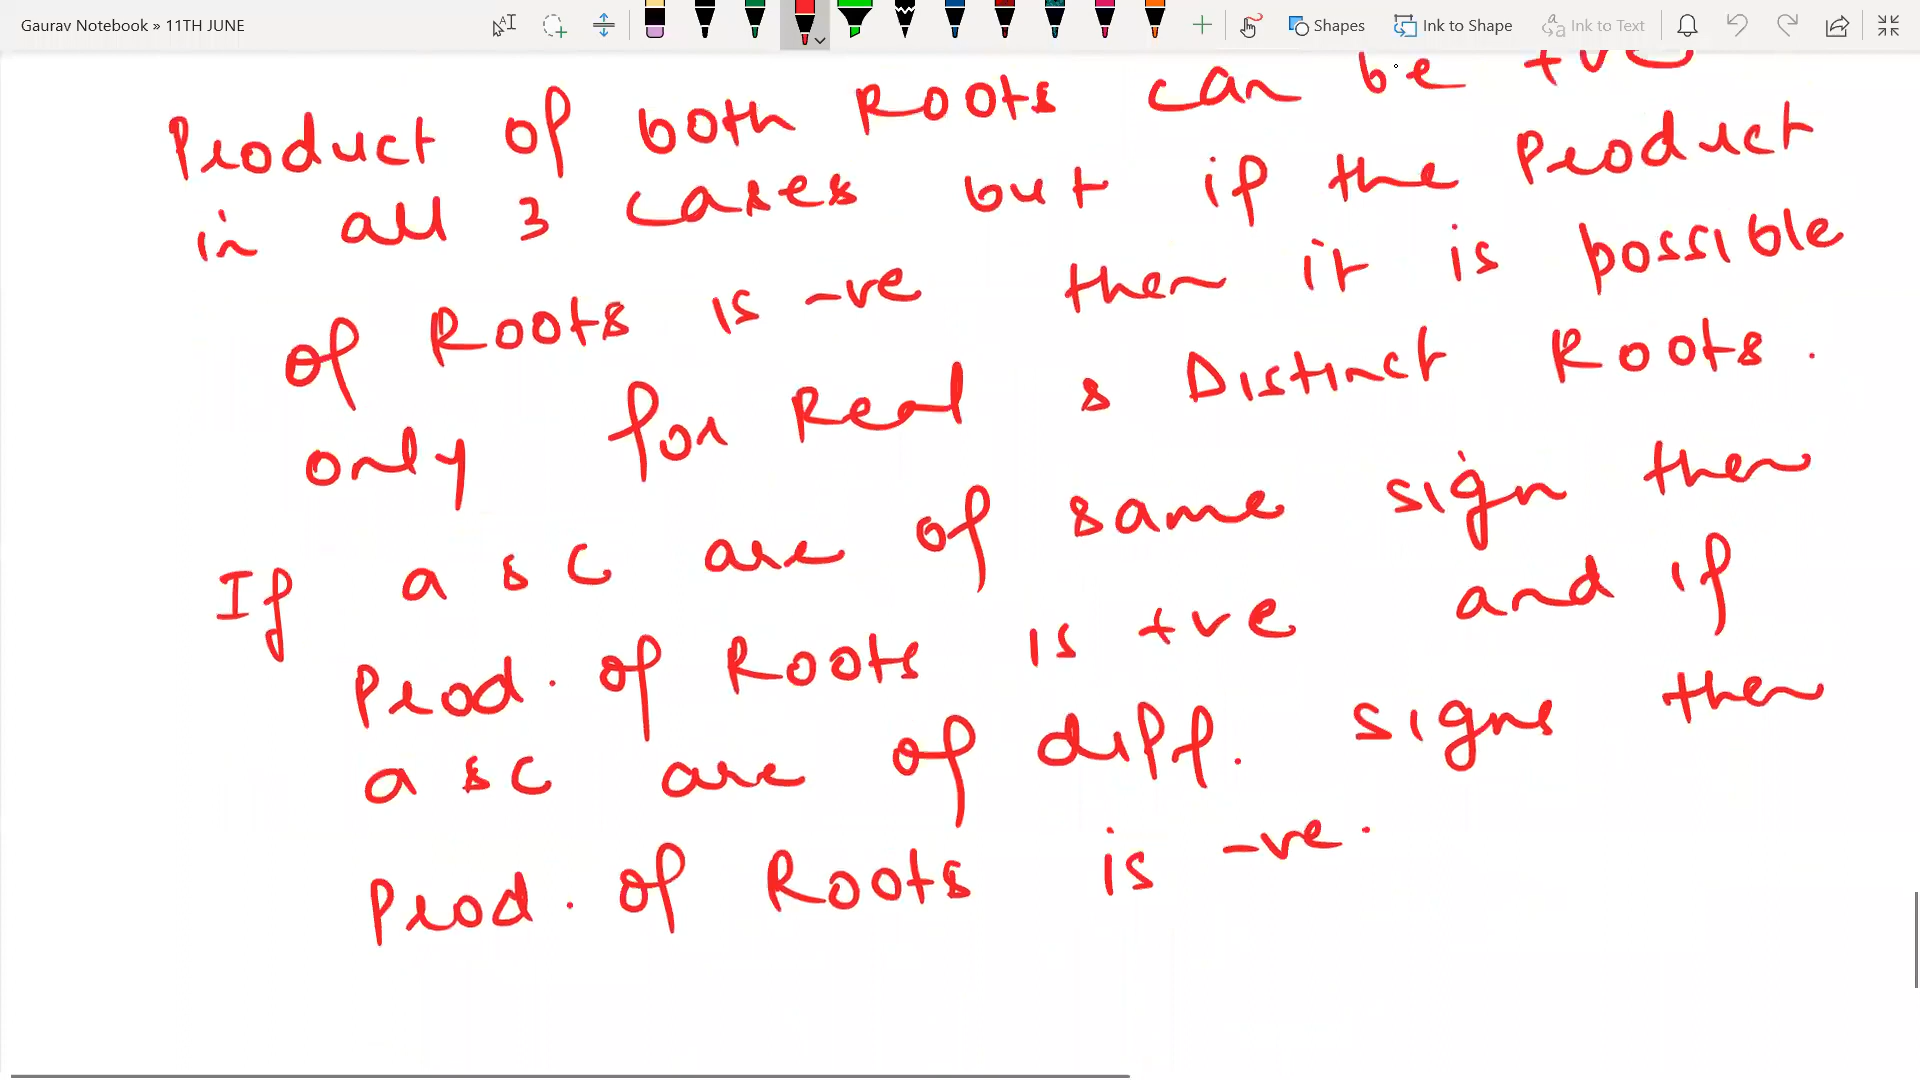 Gaurav Notebook » 11TH JUNE
Shapes
Ink to Shape
Ink to Text
Product of both Roots can be +ve
in all 3 cases but if the Product
of Roots is -ve then it is possible
only for Real & Distinct Roots.
If a & c are of same sign then
Prod. of Roots is +ve and if
a & c are of diff. signs then
Prod. of Roots is -ve.